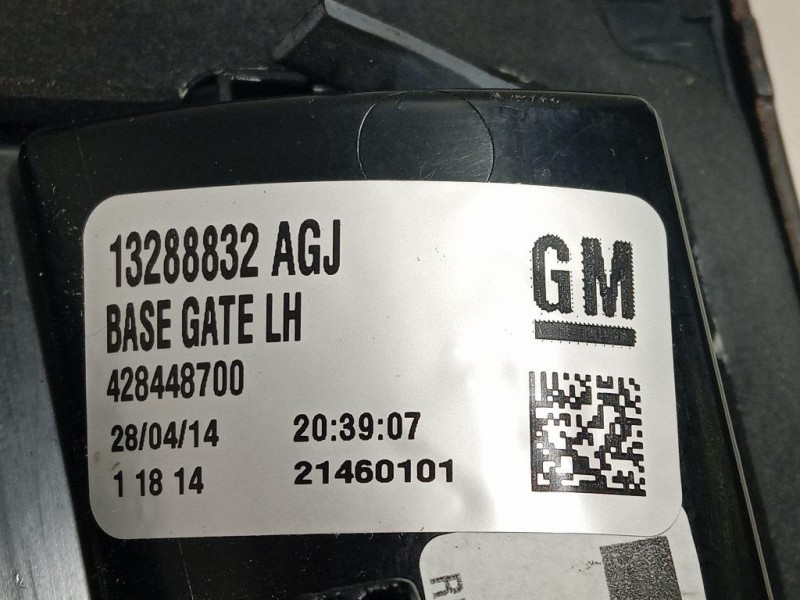 13288832 AGJ
GM
BASE GATE LH
428448700
28/04/14 20:39:07
1 18 14 21460101